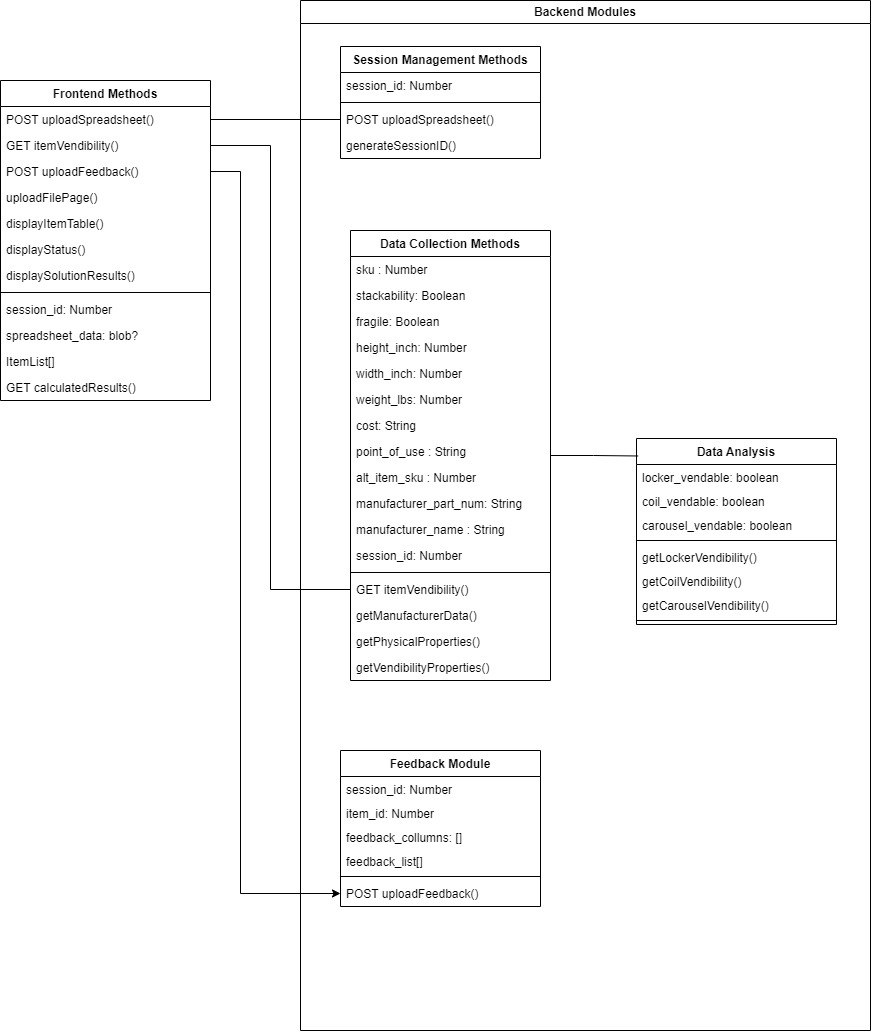 Backend Modules
Frontend Methods
POST uploadSpreadsheet()
GET itemVendibility()
POST uploadFeedback()
uploadFilePage()
displayItemTable()
displayStatus()
displaySolutionResults()
session_id: Number
spreadsheet_data: blob?
ItemList[]
GET calculatedResults()
Session Management Methods
session_id: Number
POST uploadSpreadsheet()
generateSessionID()
Data Collection Methods
sku : Number
stackability: Boolean
fragile: Boolean
height_inch: Number
width_inch: Number
weight_lbs: Number
cost: String
point_of_use : String
alt_item_sku : Number
manufacturer_part_num: String
manufacturer_name : String
session_id: Number
GET itemVendibility()
getManufacturerData()
getPhysicalProperties()
getVendibilityProperties()
Data Analysis
locker_vendable: boolean
coil_vendable: boolean
carousel_vendable: boolean
getLockerVendibility()
getCoilVendibility()
getCarouselVendibility()
Feedback Module
session_id: Number
item_id: Number
feedback_collumns: []
feedback_list[]
POST uploadFeedback()